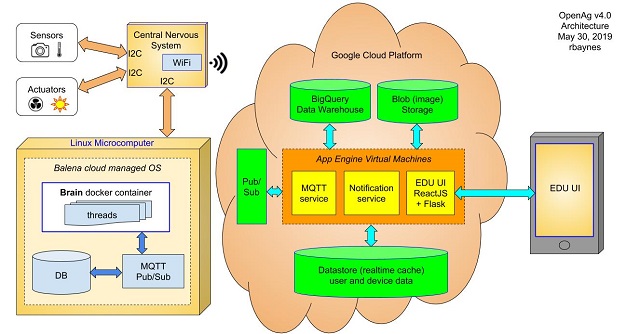 OpenAg v4.0
Architecture
May 30, 2019
rbaynes
Sensors
Actuators
I2C
I2C
I2C
Central Nervous
System
WiFi
Linux Microcomputer
Balena cloud managed OS
Brain docker container
threads
DB
MQTT
Pub/Sub
Google Cloud Platform
BigQuery
Data Warehouse
Blob (image)
Storage
Pub/
Sub
App Engine Virtual Machines
MQTT
service
Notification
service
EDU UI
ReactJS
+ Flask
Datastore (realtime cache)
user and device data
EDU UI